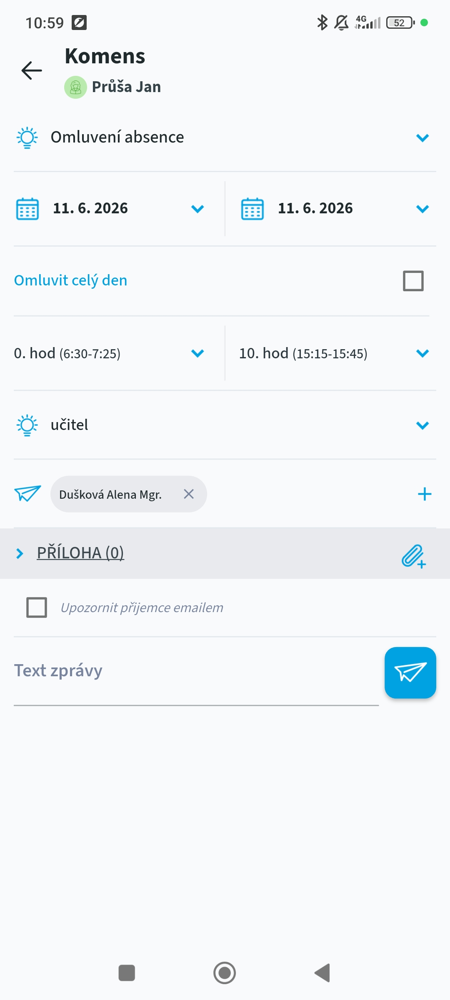 10:59
4G
52
Komens
Průša Jan
Omluvení absence
11. 6. 2026
11. 6. 2026
Omluvit celý den
0. hod (6:30-7:25)
10. hod (15:15-15:45)
učitel
Dušková Alena Mgr.
PŘÍLOHA (0)
Upozornit přijemce emailem
Text zprávy